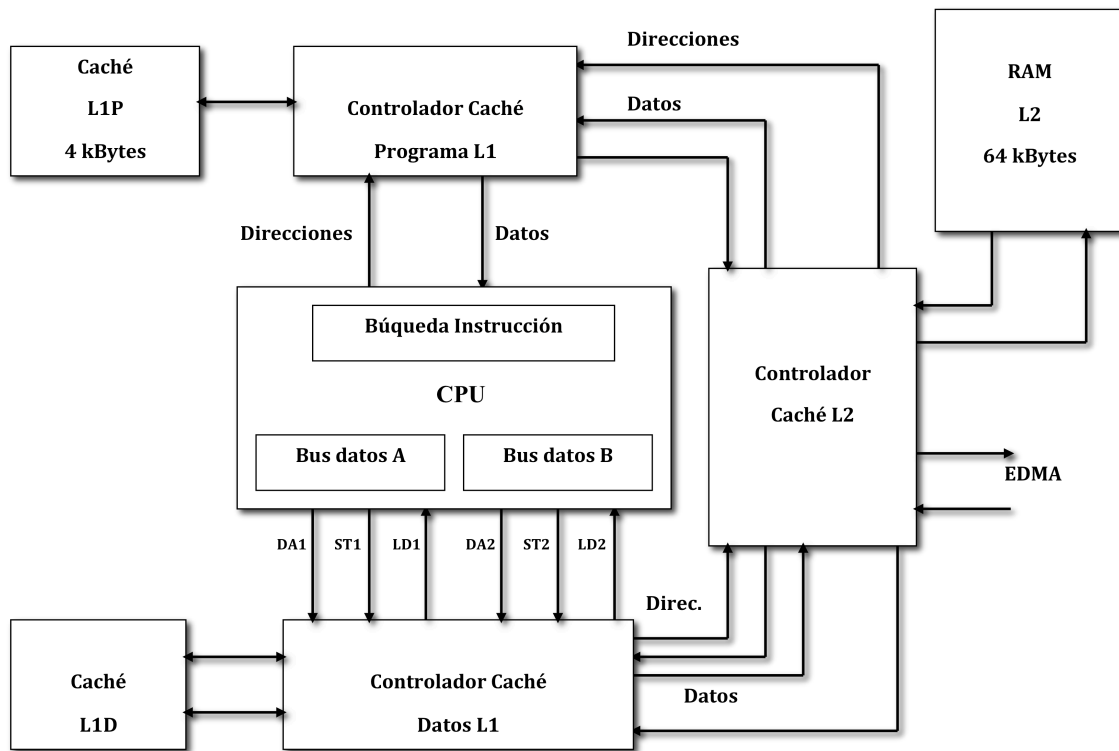 Caché
L1P
4 kBytes
Controlador Caché
Programa L1
Direcciones
Datos
RAM
L2
64 kBytes
Direcciones
Datos
Búqueda Instrucción
CPU
Bus datos A
Bus datos B
Controlador
Caché L2
EDMA
DA1
ST1
LD1
DA2
ST2
LD2
Direc.
Caché
L1D
Controlador Caché
Datos L1
Datos